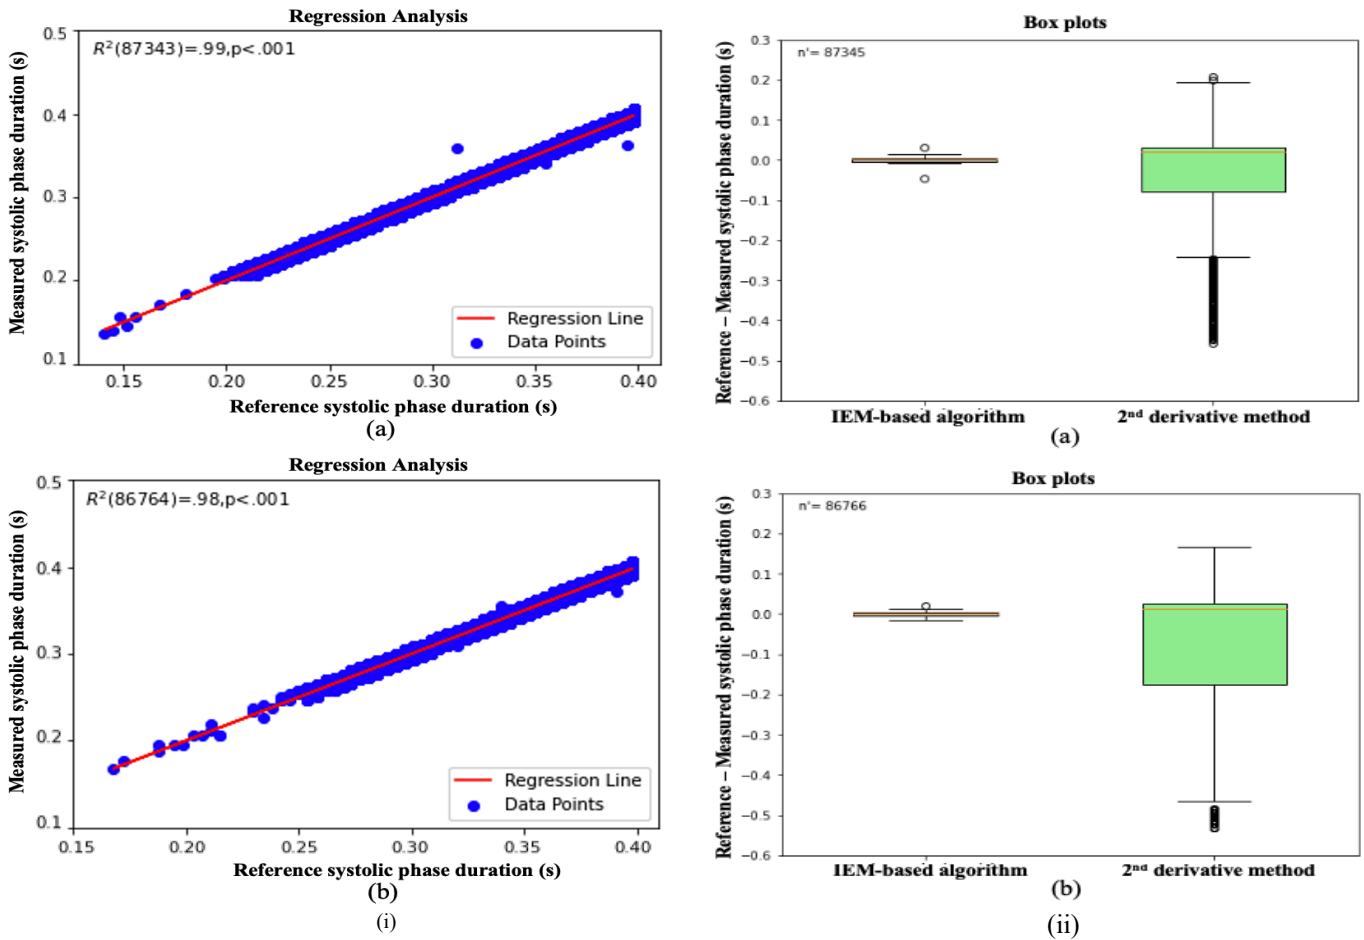 Regression Analysis
R²(87343)=.99,p<.001
Measured systolic phase duration (s)
0.5
0.4
0.3
0.2
0.1
Regression Line
Data Points
0.15 0.20 0.25 0.30 0.35 0.40
Reference systolic phase duration (s)
(a)
Box plots
n'= 87345
Reference – Measured systolic phase duration (s)
0.3
0.2
0.1
0.0
−0.1
−0.2
−0.3
−0.4
−0.5
−0.6
IEM-based algorithm 2ⁿᵈ derivative method
(a)
Regression Analysis
R²(86764)=.98,p<.001
Measured systolic phase duration (s)
0.5
0.4
0.3
0.2
0.1
Regression Line
Data Points
0.15 0.20 0.25 0.30 0.35 0.40
Reference systolic phase duration (s)
(b)
(i)
Box plots
n'= 86766
Reference – Measured systolic phase duration (s)
0.3
0.2
0.1
0.0
−0.1
−0.2
−0.3
−0.4
−0.5
−0.6
IEM-based algorithm 2ⁿᵈ derivative method
(b)
(ii)